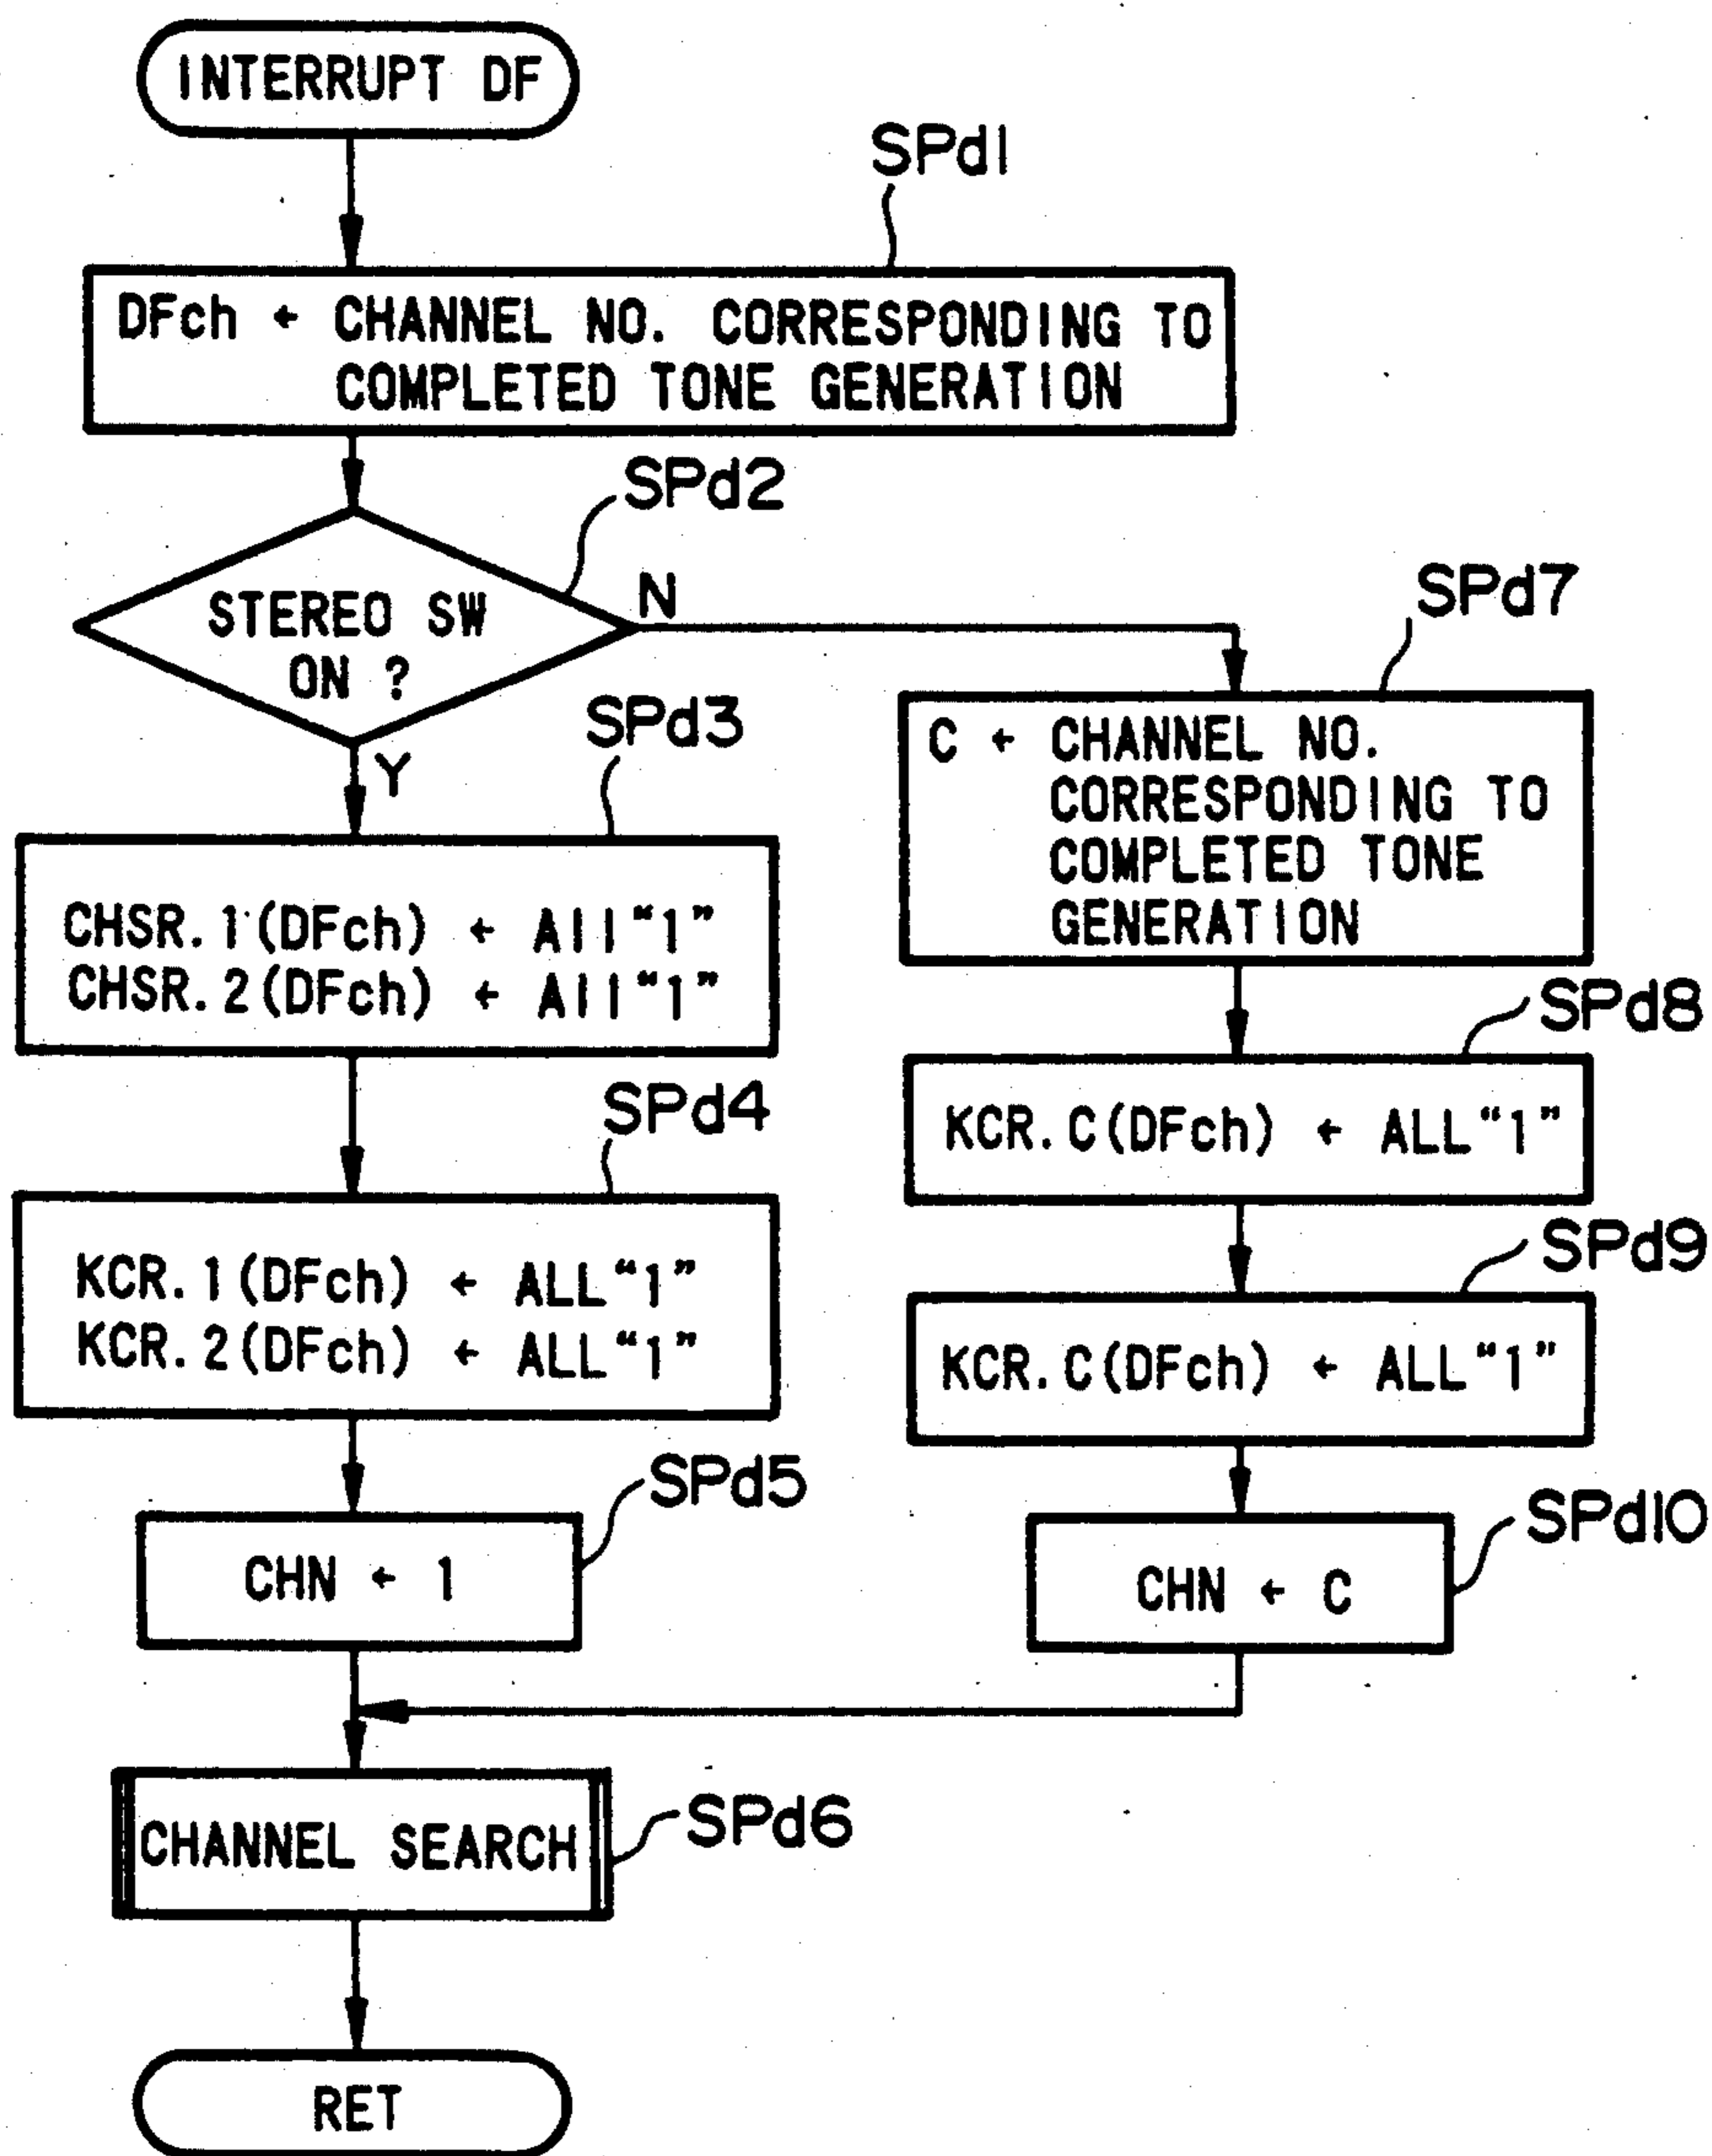 INTERRUPT DF
SPd1
DFch ← CHANNEL NO. CORRESPONDING TO
COMPLETED TONE GENERATION
SPd2
STEREO SW
ON ?
N
Y
SPd3
CHSR.1(DFch) ← All“1”
CHSR.2(DFch) ← All“1”
SPd4
KCR.1(DFch) ← ALL“1”
KCR.2(DFch) ← ALL“1”
SPd5
CHN ← 1
SPd7
C ← CHANNEL NO.
CORRESPONDING TO
COMPLETED TONE
GENERATION
SPd8
KCR.C(DFch) ← ALL“1”
SPd9
KCR.C(DFch) ← ALL“1”
SPd10
CHN ← C
CHANNEL SEARCH
SPd6
RET